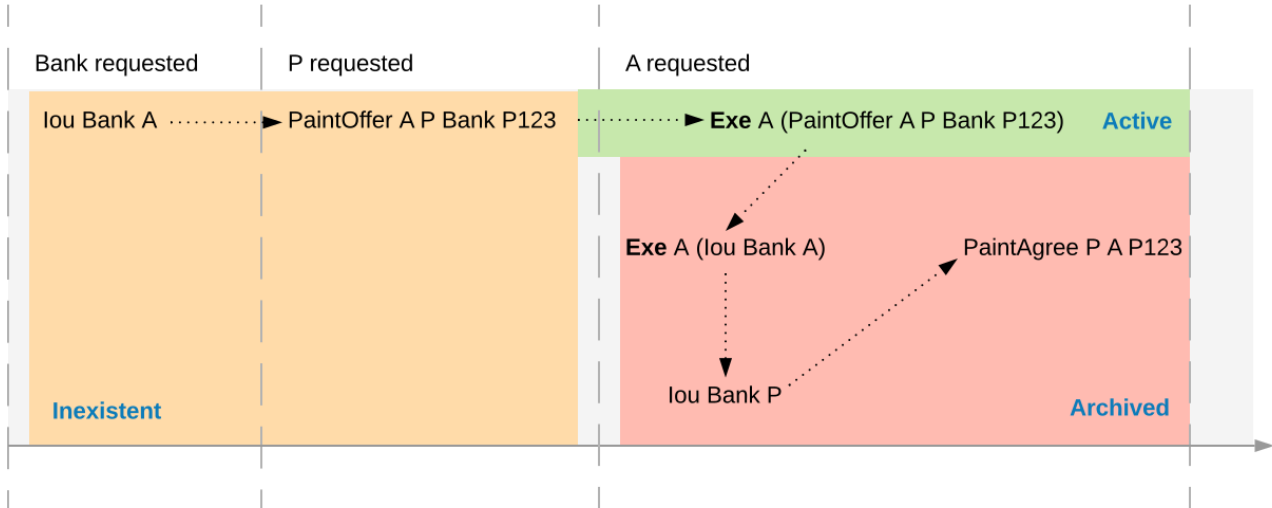 Bank requested
P requested
A requested
Iou Bank A
PaintOffer A P Bank P123
Exe A (PaintOffer A P Bank P123)
Active
Exe A (Iou Bank A)
PaintAgree P A P123
Iou Bank P
Inexistent
Archived